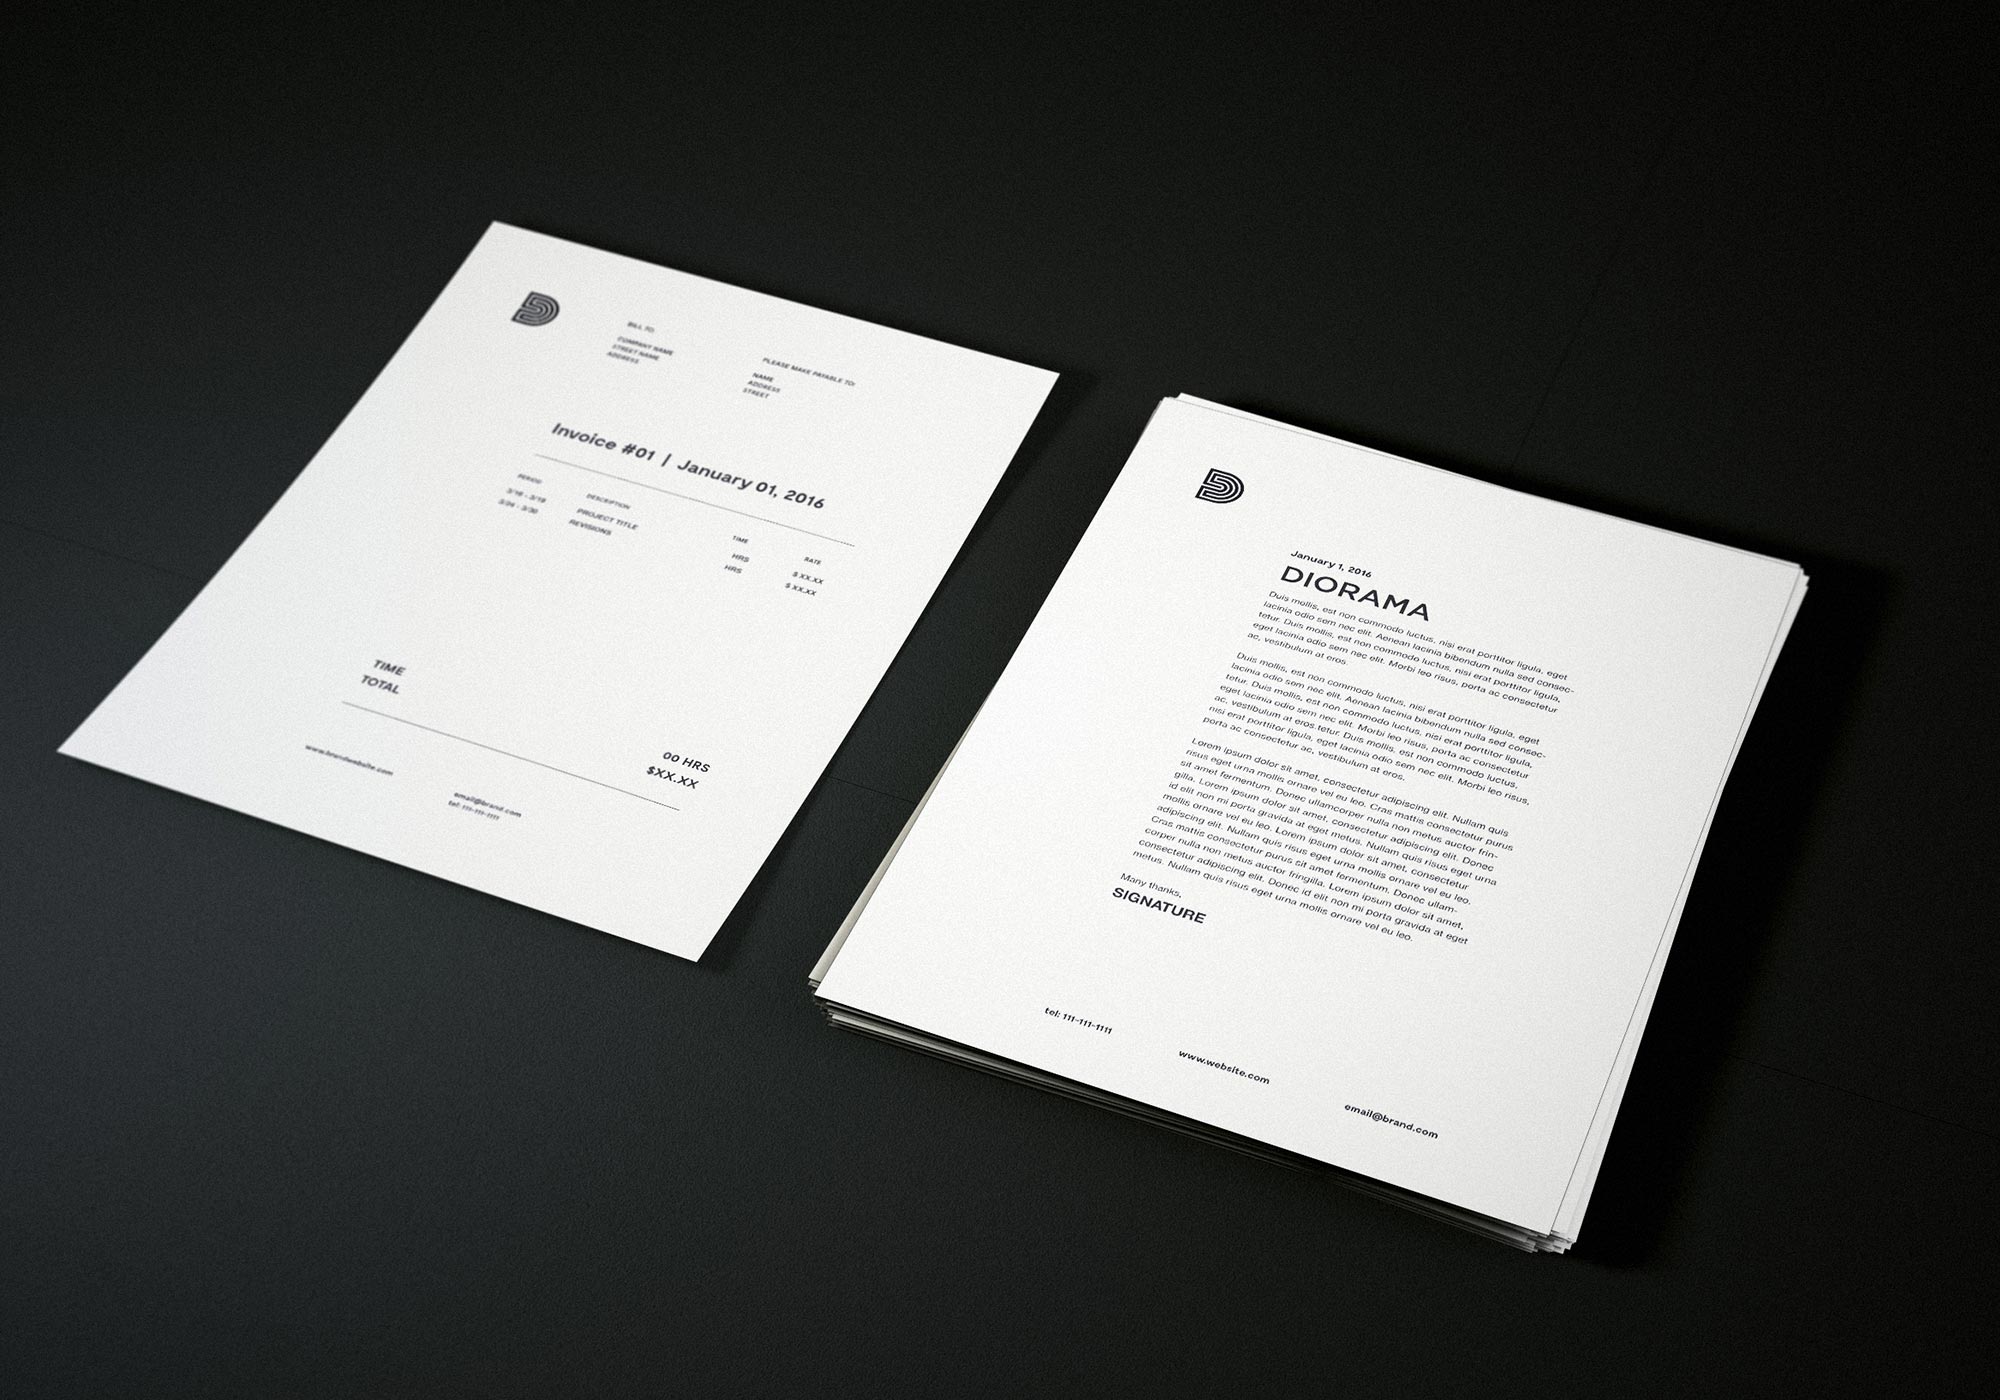 BILL TO:
COMPANY NAME
STREET NAME
ADDRESS
PLEASE MAKE PAYABLE TO:
NAME
ADDRESS
STREET
Invoice #01 | January 01, 2016
PERIOD
3/16 - 3/19
3/24 - 3/30
DESCRIPTION
PROJECT TITLE
REVISIONS
TIME
HRS
HRS
RATE
$ XX.XX
$ XX.XX
TIME
TOTAL
00 HRS
$XX.XX
www.brandwebsite.com
email@brand.com
tel: 111-111-1111
January 1, 2016
DIORAMA
Duis mollis, est non commodo luctus, nisi erat porttitor ligula, eget
lacinia odio sem nec elit. Aenean lacinia bibendum nulla sed consec-
tetur. Duis mollis, est non commodo luctus, nisi erat porttitor ligula,
eget lacinia odio sem nec elit. Morbi leo risus, porta ac consectetur
ac, vestibulum at eros.
Duis mollis, est non commodo luctus, nisi erat porttitor ligula, eget
lacinia odio sem nec elit. Aenean lacinia bibendum nulla sed consec-
tetur. Duis mollis, est non commodo luctus, nisi erat porttitor ligula,
eget lacinia odio sem nec elit. Morbi leo risus, porta ac consectetur
ac, vestibulum at eros.tetur. Duis mollis, est non commodo luctus,
nisi erat porttitor ligula, eget lacinia odio sem nec elit. Morbi leo risus,
porta ac consectetur ac, vestibulum at eros.
Lorem ipsum dolor sit amet, consectetur adipiscing elit. Nullam quis
risus eget urna mollis ornare vel eu leo. Cras mattis consectetur purus
sit amet fermentum. Donec ullamcorper nulla non metus auctor frin-
gilla. Lorem ipsum dolor sit amet, consectetur adipiscing elit. Donec
id elit non mi porta gravida at eget metus. Nullam quis risus eget urna
mollis ornare vel eu leo. Lorem ipsum dolor sit amet, consectetur
adipiscing elit. Nullam quis risus eget urna mollis ornare vel eu leo.
Cras mattis consectetur purus sit amet fermentum. Donec ullam-
corper nulla non metus auctor fringilla. Lorem ipsum dolor sit amet,
consectetur adipiscing elit. Donec id elit non mi porta gravida at eget
metus. Nullam quis risus eget urna mollis ornare vel eu leo.
Many thanks,
SIGNATURE
tel: 111-111-1111
www.website.com
email@brand.com